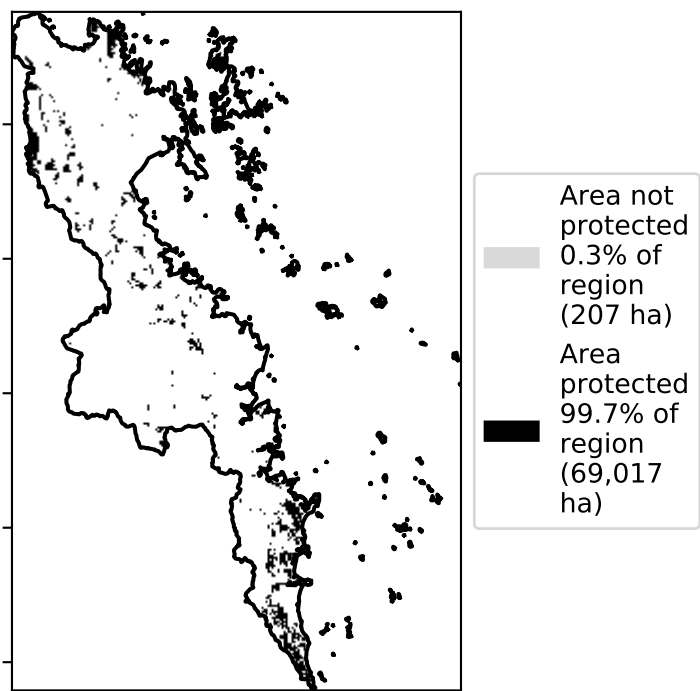 Area not
protected
0.3% of
region
(207 ha)
Area
protected
99.7% of
region
(69,017
ha)